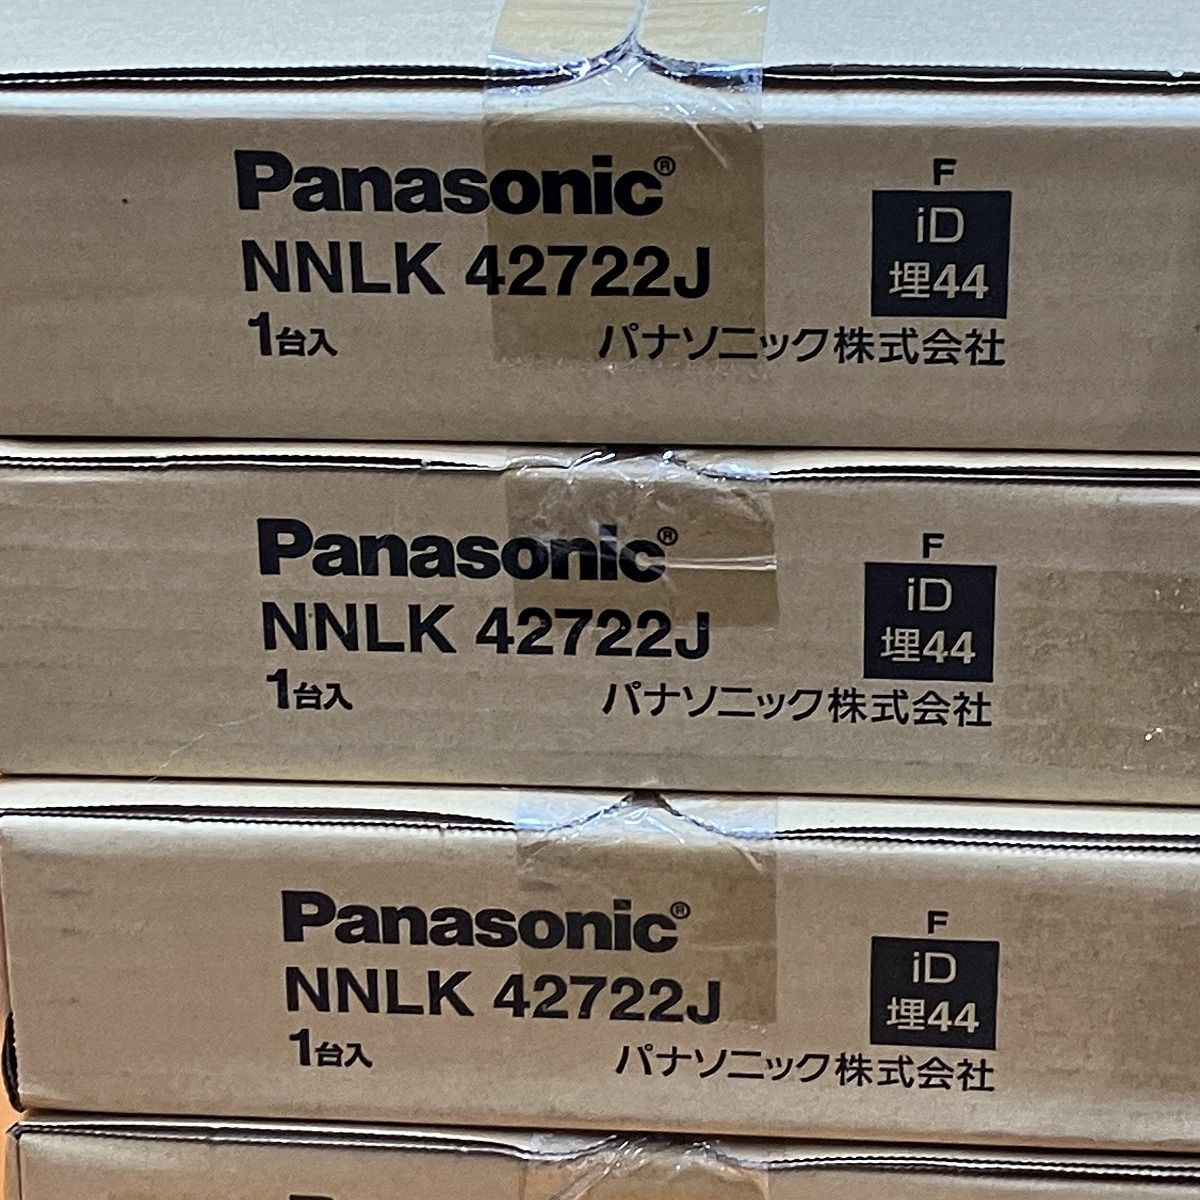 Panasonic®
NNLK 42722J
1台入
F
iD
埋44
パナソニック株式会社
Panasonic®
NNLK 42722J
1台入
F
iD
埋44
パナソニック株式会社
Panasonic®
NNLK 42722J
1台入
F
iD
埋44
パナソニック株式会社